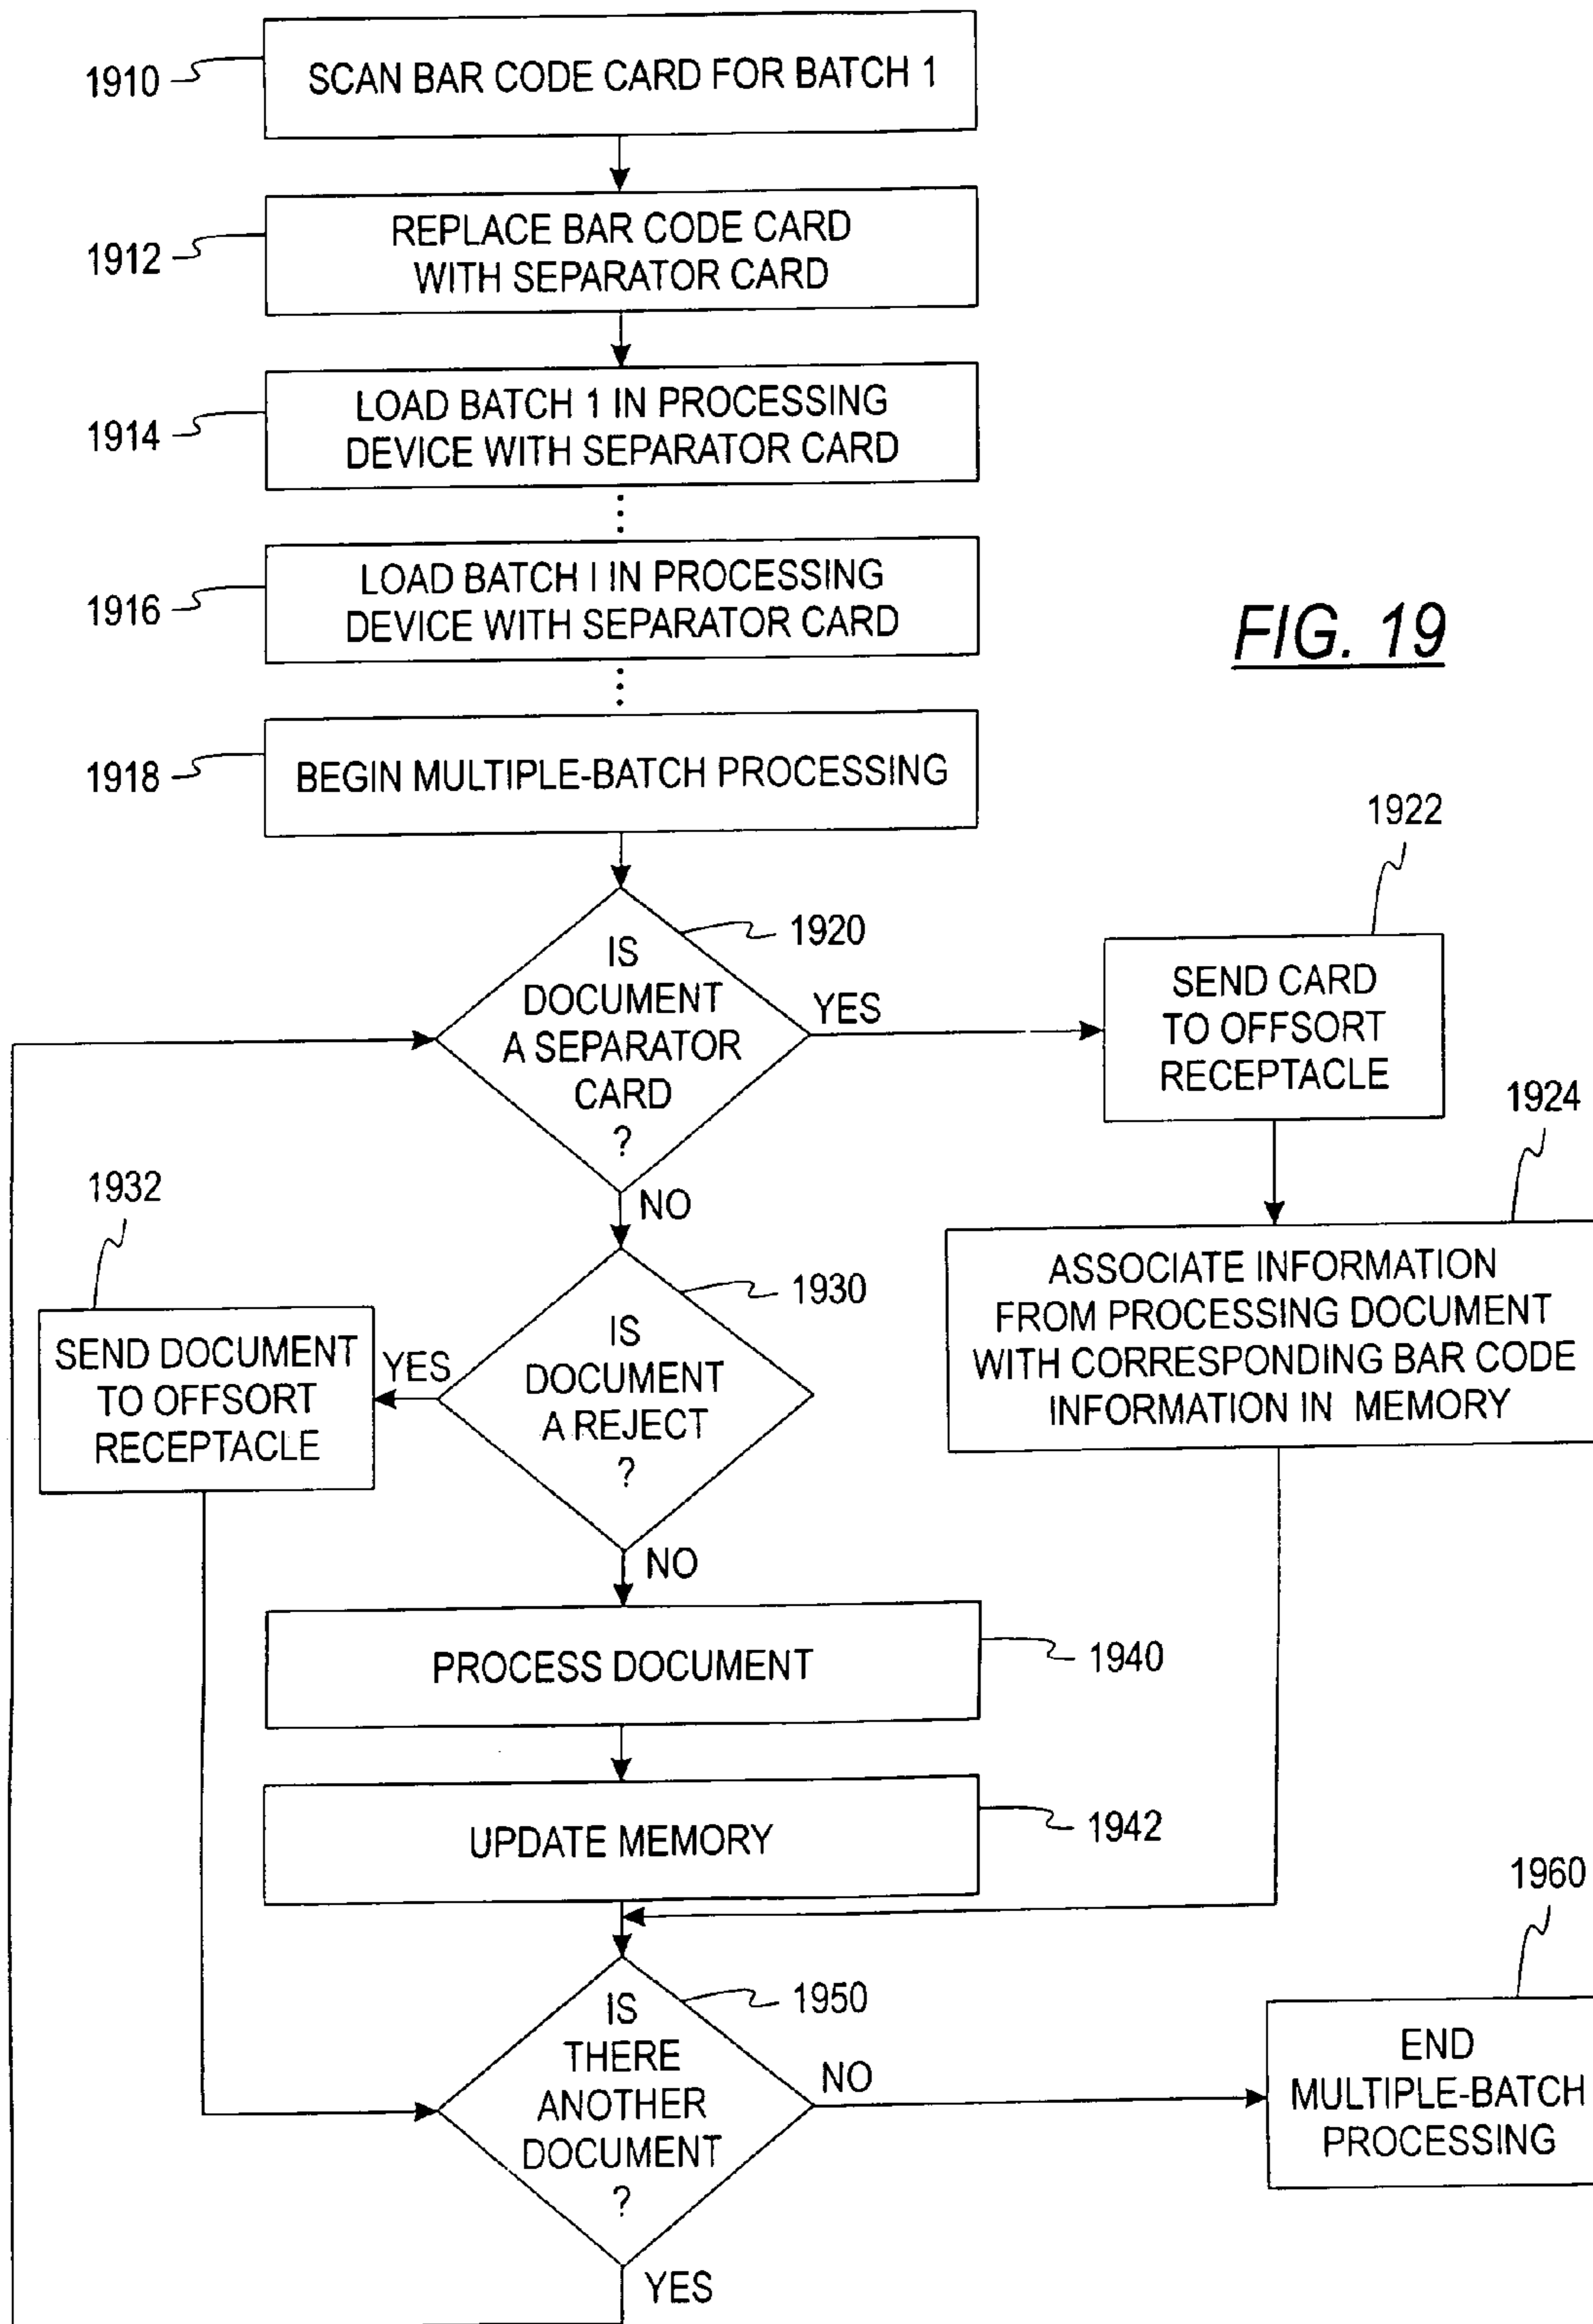 1910
SCAN BAR CODE CARD FOR BATCH 1
1912
REPLACE BAR CODE CARD
WITH SEPARATOR CARD
1914
LOAD BATCH 1 IN PROCESSING
DEVICE WITH SEPARATOR CARD
1916
LOAD BATCH I IN PROCESSING
DEVICE WITH SEPARATOR CARD
FIG. 19
1918
BEGIN MULTIPLE-BATCH PROCESSING
1920
IS
DOCUMENT
A SEPARATOR
CARD
?
YES
1922
SEND CARD
TO OFFSORT
RECEPTACLE
1924
ASSOCIATE INFORMATION
FROM PROCESSING DOCUMENT
WITH CORRESPONDING BAR CODE
INFORMATION IN MEMORY
NO
1930
IS
DOCUMENT
A REJECT
?
YES
1932
SEND DOCUMENT
TO OFFSORT
RECEPTACLE
NO
PROCESS DOCUMENT
1940
UPDATE MEMORY
1942
1950
IS
THERE
ANOTHER
DOCUMENT
?
NO
1960
END
MULTIPLE-BATCH
PROCESSING
YES